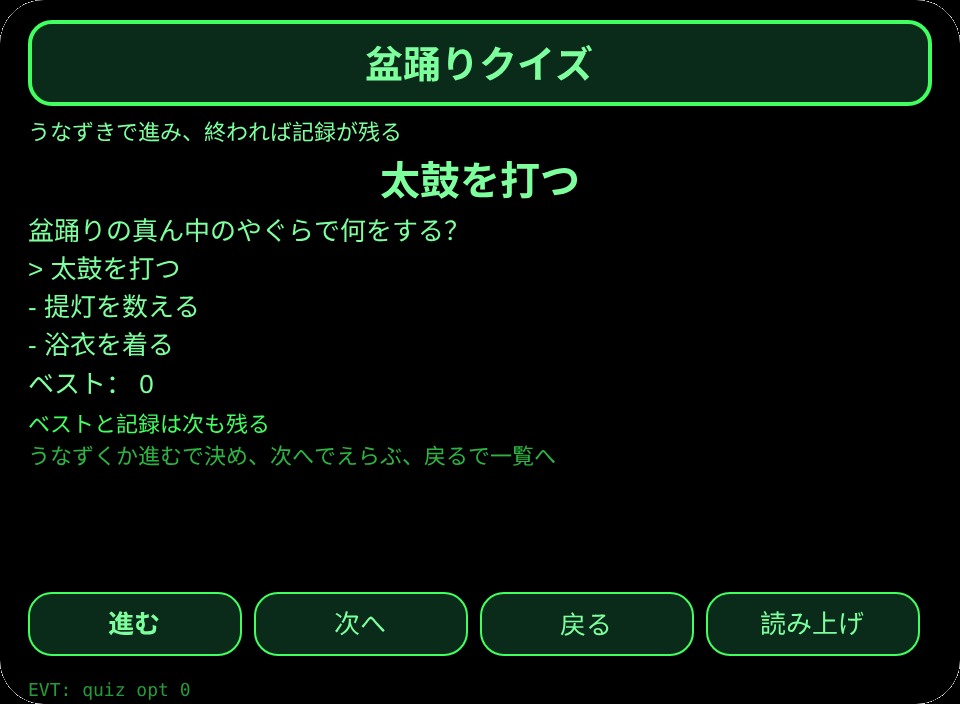 盆踊りクイズ
うなずきで進み、終われば記録が残る
太鼓を打つ
盆踊りの真ん中のやぐらで何をする?
> 太鼓を打つ
- 提灯を数える
- 浴衣を着る
ベスト: 0
ベストと記録は次も残る
うなずくか進むで決め、次へでえらぶ、戻るで一覧へ
進む 次へ 戻る 読み上げ
EVT: quiz opt 0